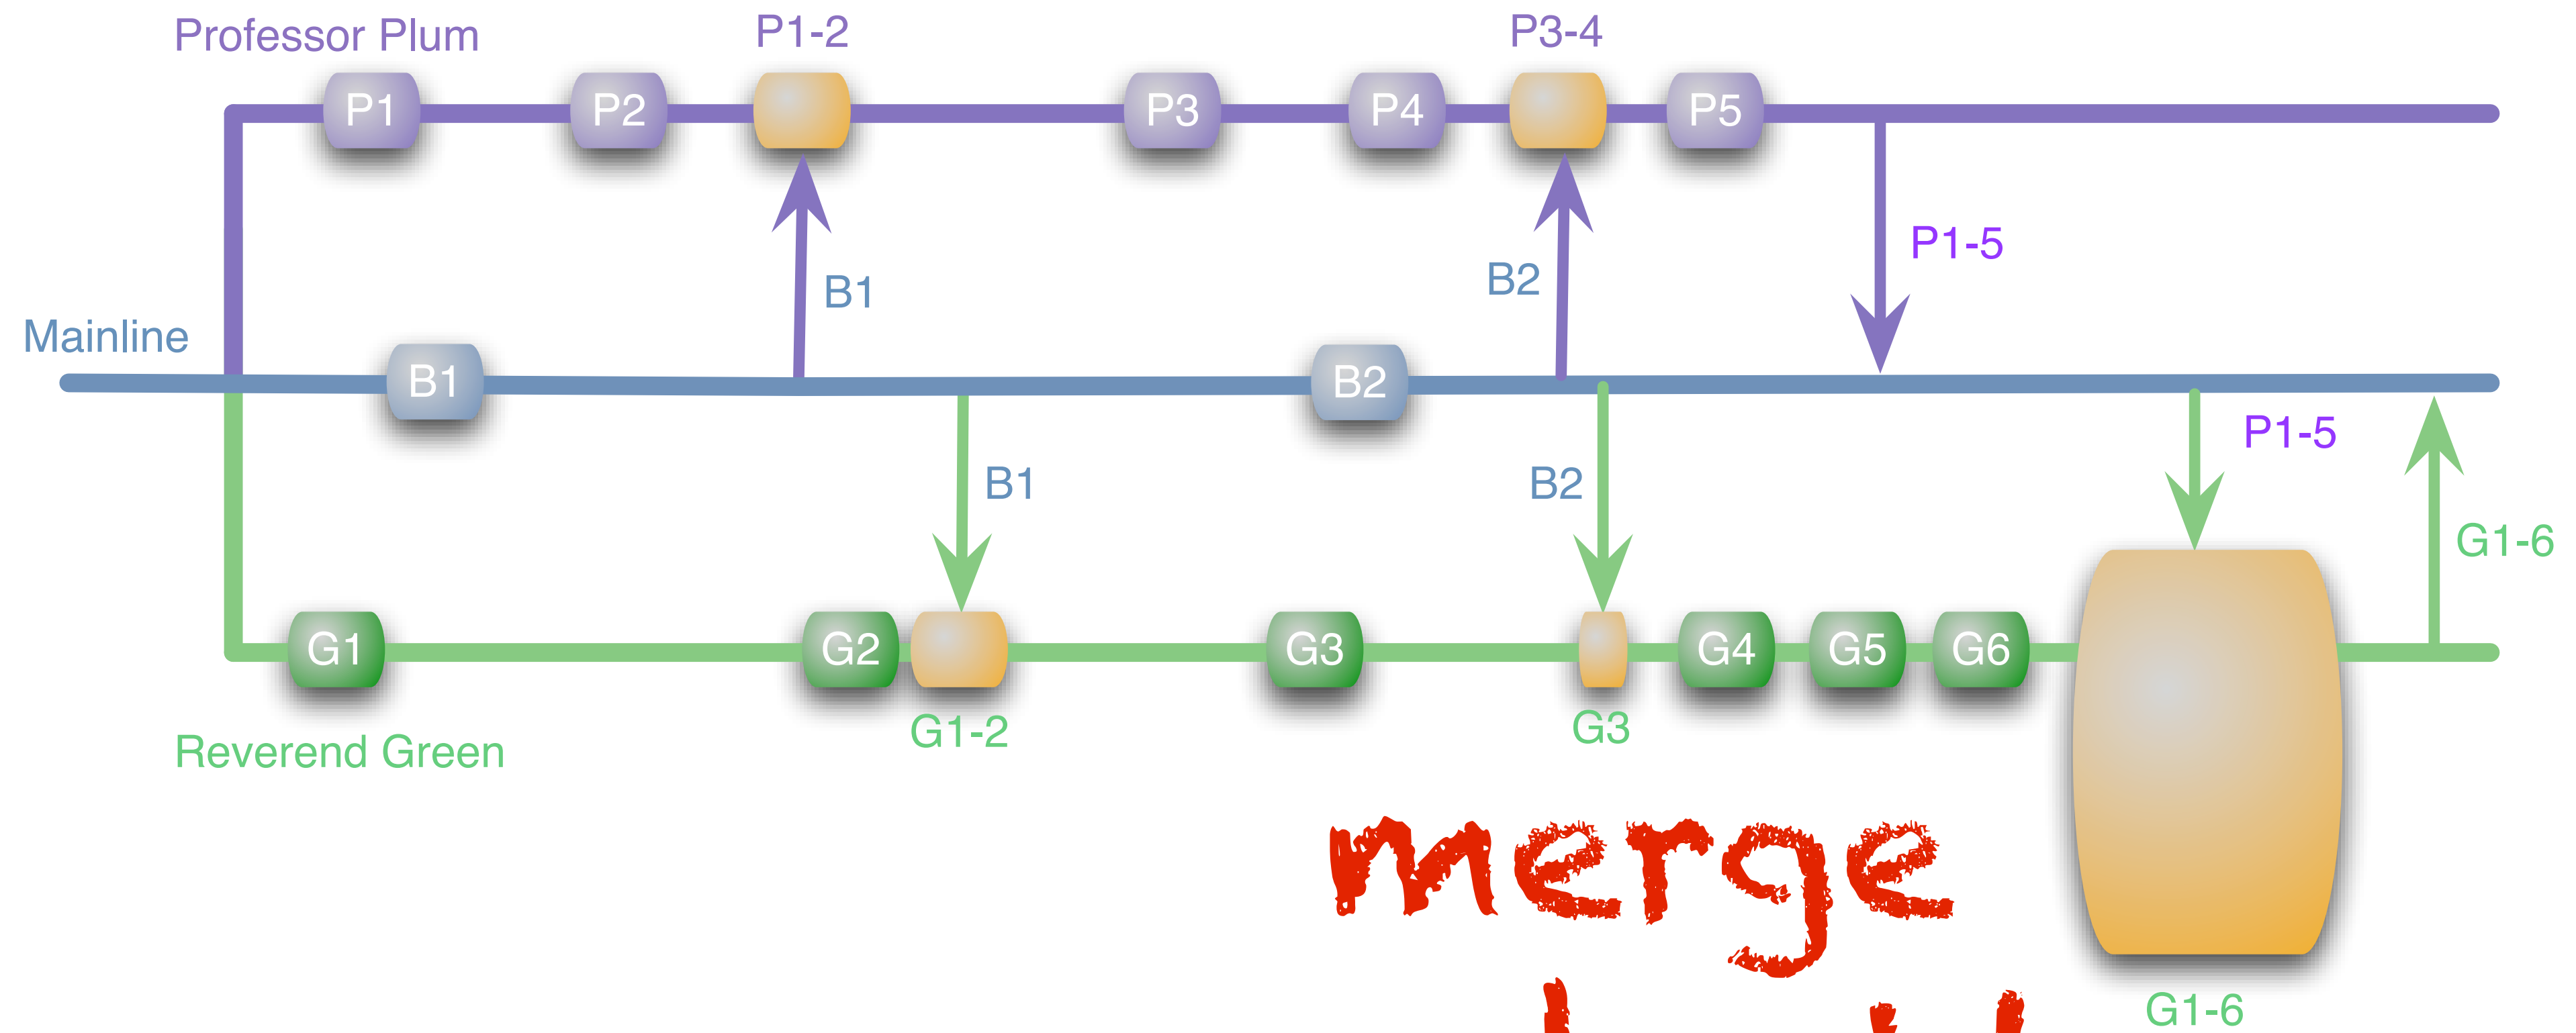 Professor Plum P1-2 P3-4
P1 P2 P3 P4 P5
P1-5
B1 B2
Mainline
B1 B2
P1-5
B1 B2
G1-6
G1 G2 G3 G4 G5 G6
G1-2 G3
Reverend Green
merge
G1-6